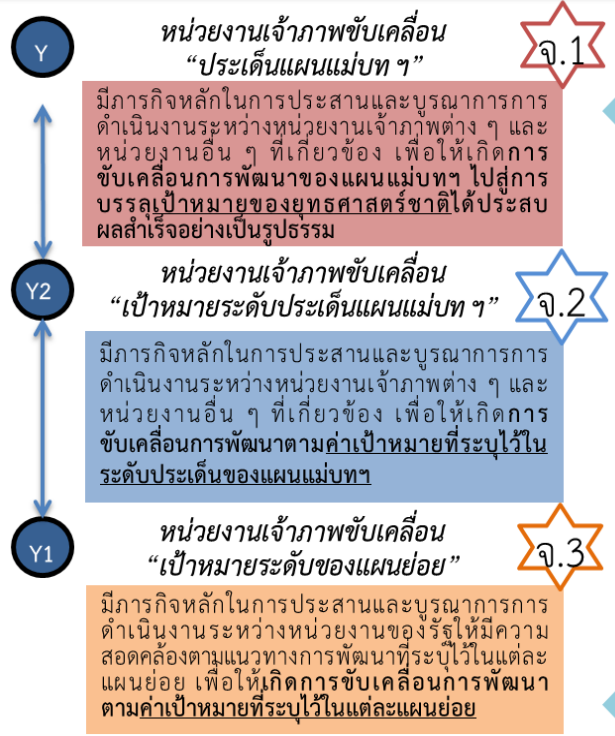 Y
หน่วยงานเจ้าภาพขับเคลื่อน
“ประเด็นแผนแม่บท ฯ”
จ.1
มีภารกิจหลักในการประสานและบูรณาการการ
ดำเนินงานระหว่างหน่วยงานเจ้าภาพต่าง ๆ และ
หน่วยงานอื่น ๆ ที่เกี่ยวข้อง เพื่อให้เกิดการ
ขับเคลื่อนการพัฒนาของแผนแม่บทฯ ไปสู่การ
บรรลุเป้าหมายของยุทธศาสตร์ชาติได้ประสบ
ผลสำเร็จอย่างเป็นรูปธรรม
Y2
หน่วยงานเจ้าภาพขับเคลื่อน
“เป้าหมายระดับประเด็นแผนแม่บท ฯ”
จ.2
มีภารกิจหลักในการประสานและบูรณาการการ
ดำเนินงานระหว่างหน่วยงานเจ้าภาพต่าง ๆ และ
หน่วยงานอื่น ๆ ที่เกี่ยวข้อง เพื่อให้เกิดการ
ขับเคลื่อนการพัฒนาตามค่าเป้าหมายที่ระบุไว้ใน
ระดับประเด็นของแผนแม่บทฯ
Y1
หน่วยงานเจ้าภาพขับเคลื่อน
“เป้าหมายระดับของแผนย่อย”
จ.3
มีภารกิจหลักในการประสานและบูรณาการการ
ดำเนินงานระหว่างหน่วยงานของรัฐให้มีความ
สอดคล้องตามแนวทางการพัฒนาที่ระบุไว้ในแต่ละ
แผนย่อย เพื่อให้เกิดการขับเคลื่อนการพัฒนา
ตามค่าเป้าหมายที่ระบุไว้ในแต่ละแผนย่อย